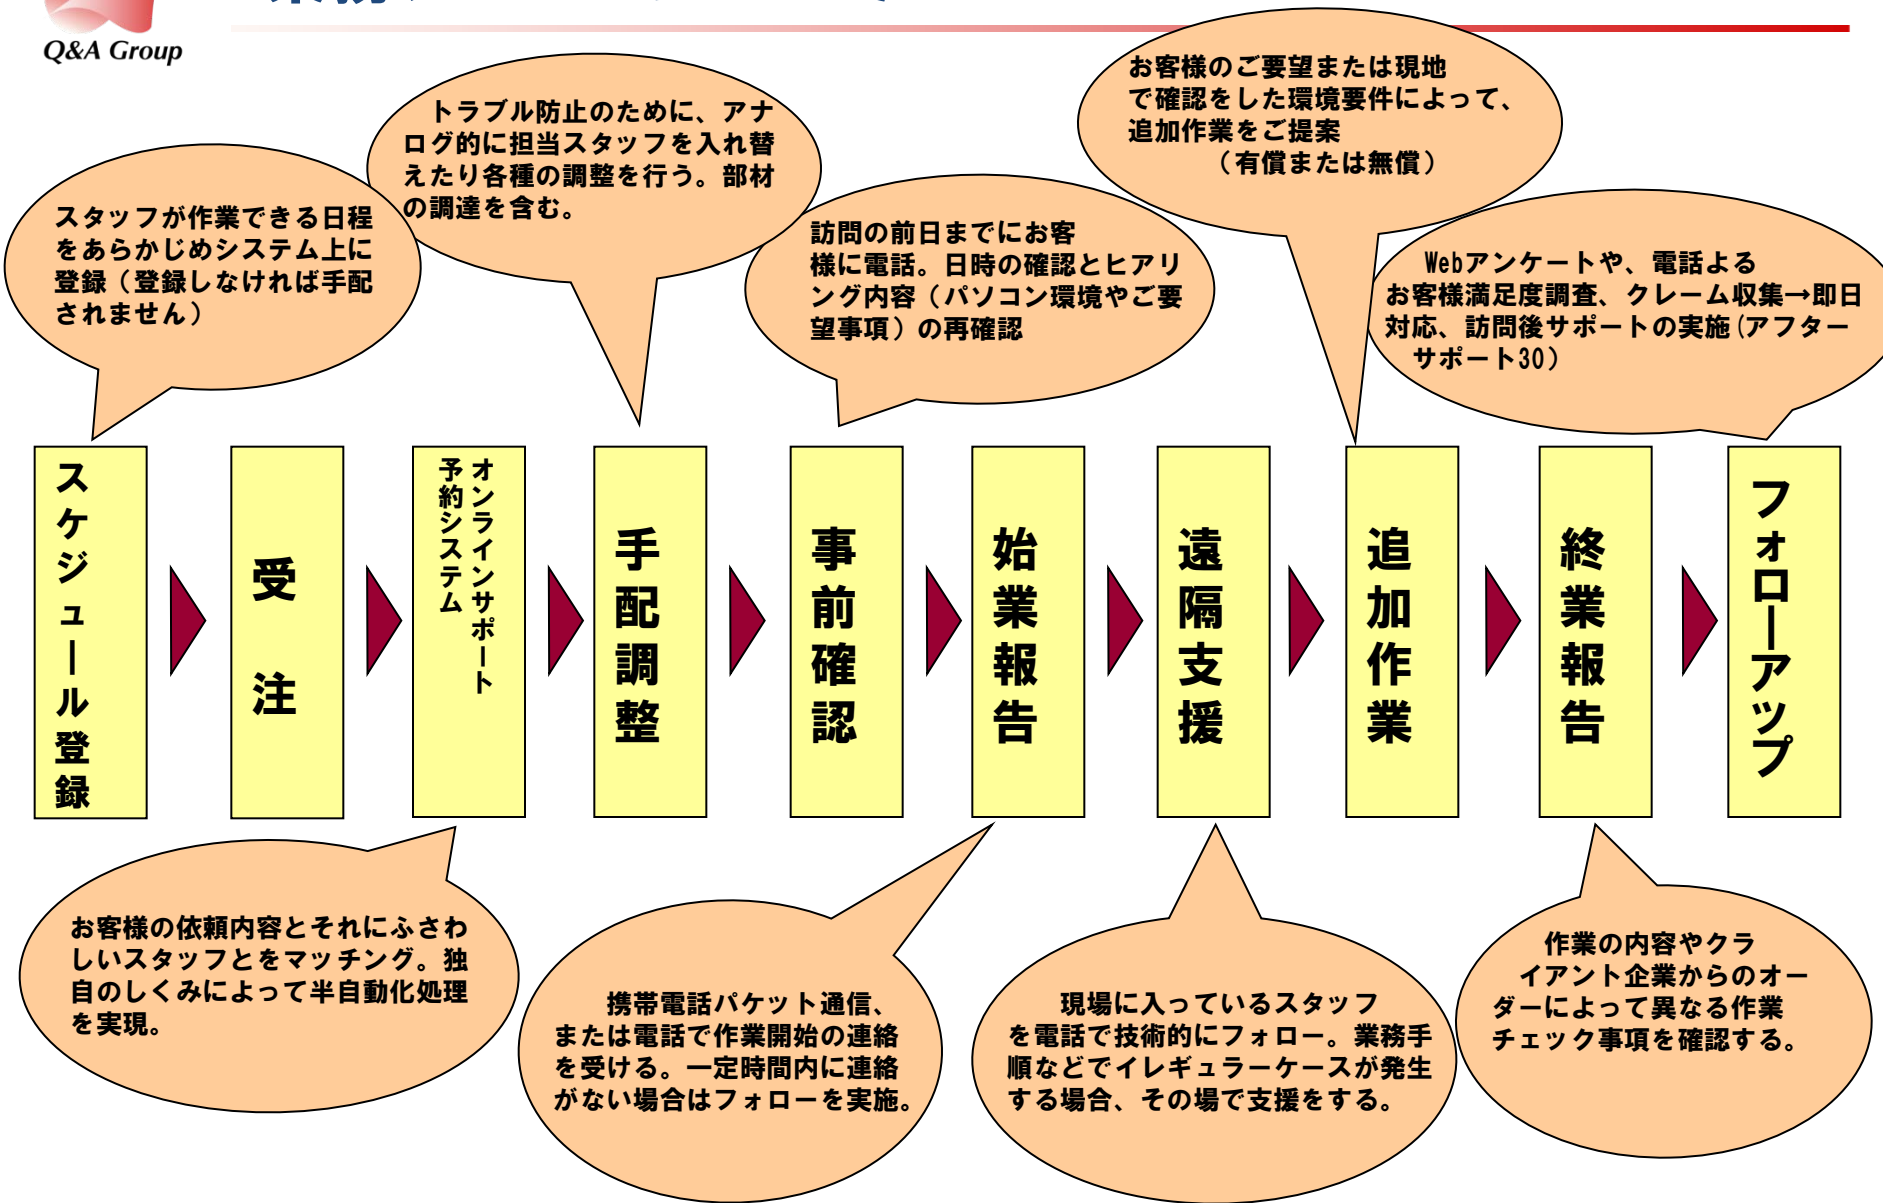 Q&A Group
スタッフが作業できる日程
をあらかじめシステム上に
登録（登録しなければ手配
されません）
トラブル防止のために、アナ
ログ的に担当スタッフを入れ替
えたり各種の調整を行う。部材
の調達を含む。
訪問の前日までにお客
様に電話。日時の確認とヒアリ
ング内容（パソコン環境やご要
望事項）の再確認
お客様のご要望または現地
で確認をした環境要件によって、
追加作業をご提案
（有償または無償）
Webアンケートや、電話よる
お客様満足度調査、クレーム収集→即日
対応、訪問後サポートの実施(アフター
サポート30）
スケジュール登録
受注
オンラインサポート
予約システム
手配調整
事前確認
始業報告
遠隔支援
追加作業
終業報告
フォローアップ
お客様の依頼内容とそれにふさわ
しいスタッフとをマッチング。独
自のしくみによって半自動化処理
を実現。
携帯電話パケット通信、
または電話で作業開始の連絡
を受ける。一定時間内に連絡
がない場合はフォローを実施。
現場に入っているスタッフ
を電話で技術的にフォロー。業務手
順などでイレギュラーケースが発生
する場合、その場で支援をする。
作業の内容やクラ
イアント企業からのオー
ダーによって異なる作業
チェック事項を確認する。